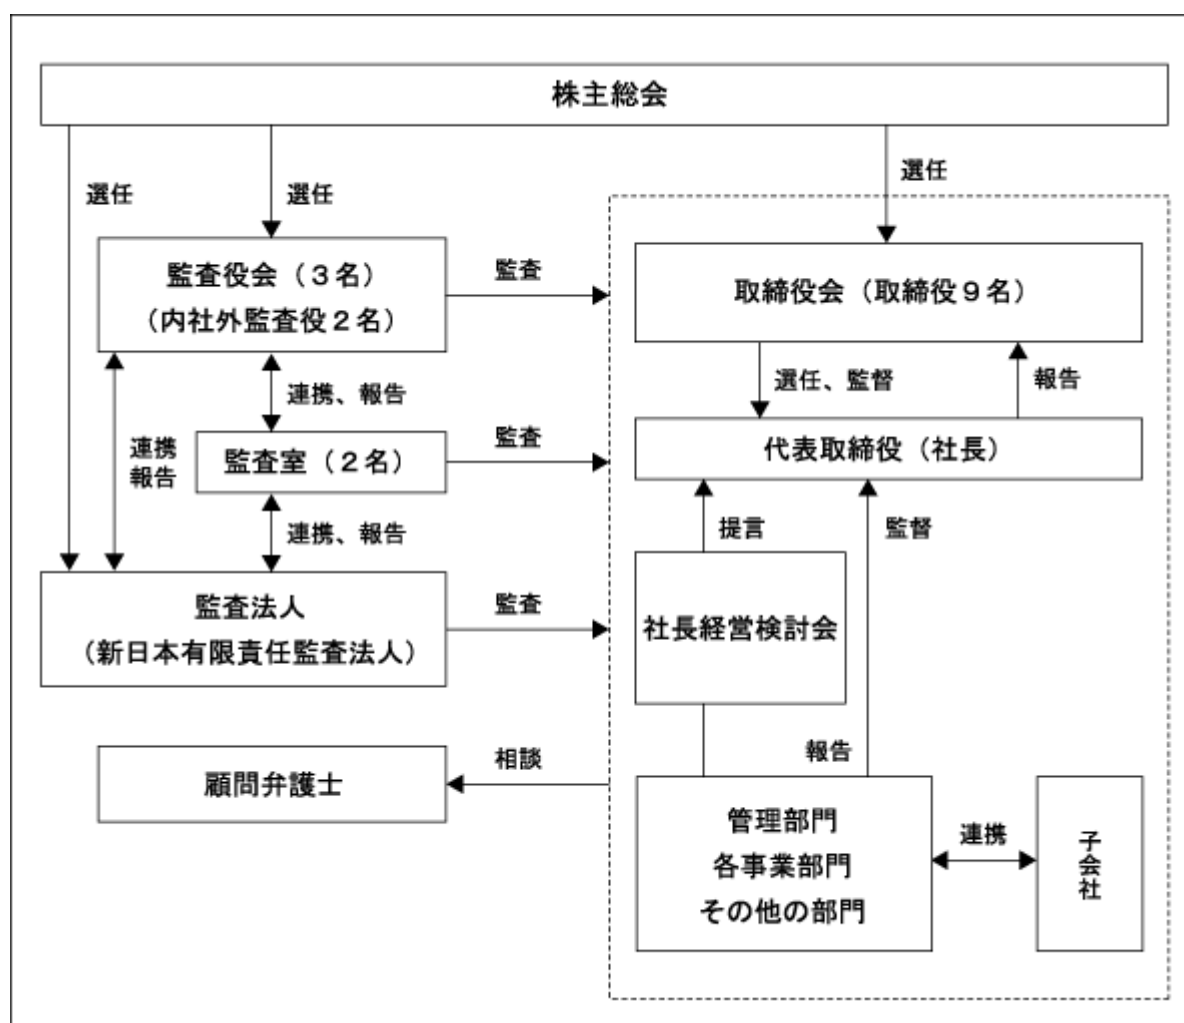 株主総会
選任
選任
選任
監査役会（３名）
（内社外監査役２名）
監査
取締役会（取締役９名）
連携、報告
選任、監督
報告
連携
報告
監査室（２名）
監査
代表取締役（社長）
連携、報告
提言
監督
監査法人
（新日本有限責任監査法人）
監査
社長経営検討会
顧問弁護士
相談
報告
管理部門
各事業部門
その他の部門
連携
子会社